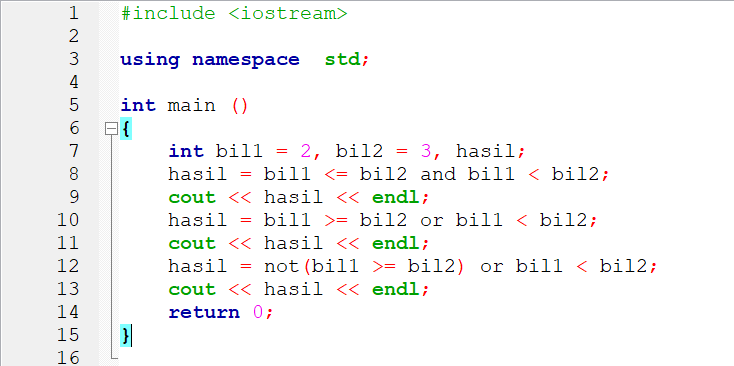 1 #include <iostream>
2
3 using namespace  std;
4
5 int main ()
6 {
7     int bil1 = 2, bil2 = 3, hasil;
8     hasil = bil1 <= bil2 and bil1 < bil2;
9     cout << hasil << endl;
10     hasil = bil1 >= bil2 or bil1 < bil2;
11     cout << hasil << endl;
12     hasil = not(bil1 >= bil2) or bil1 < bil2;
13     cout << hasil << endl;
14     return 0;
15 }
16